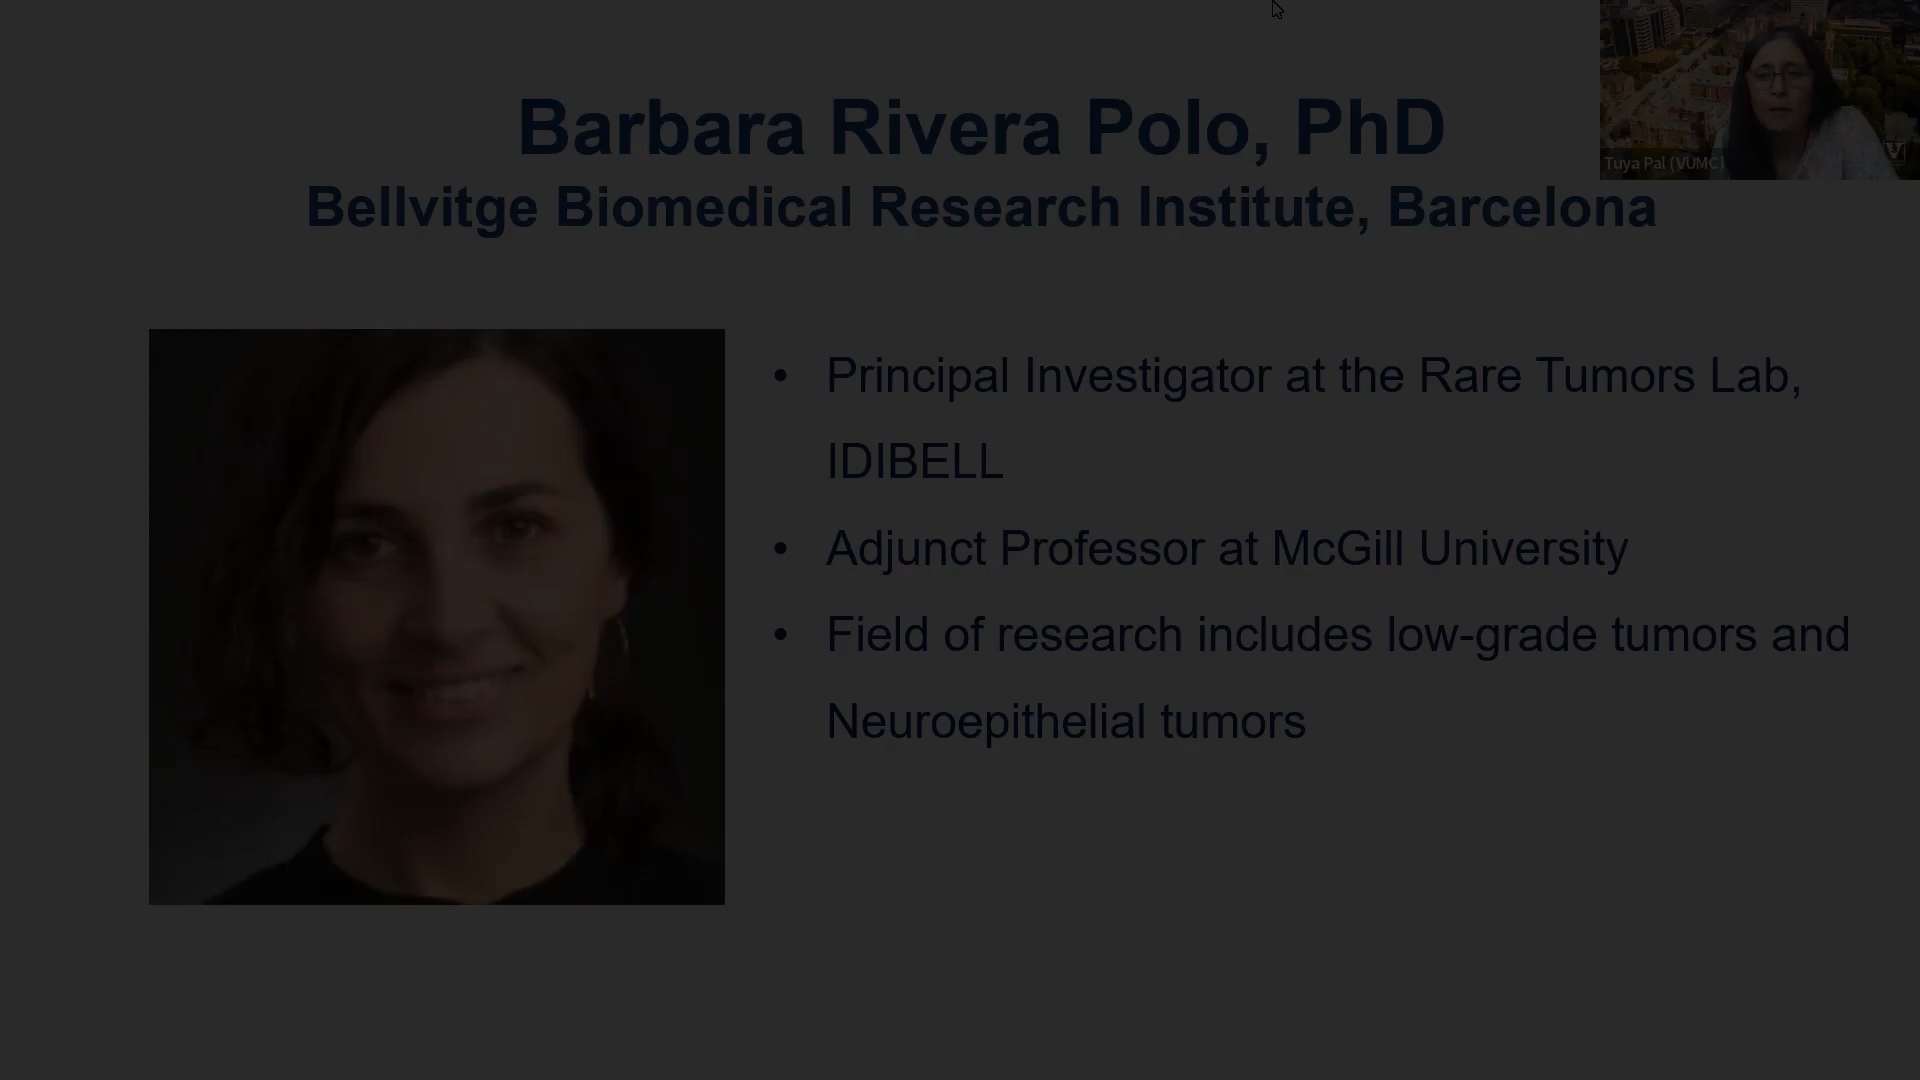 Barbara Rivera Polo, PhD
Bellvitge Biomedical Research Institute, Barcelona
Tuya Pal (VUMC)
V
• Principal Investigator at the Rare Tumors Lab,
IDIBELL
• Adjunct Professor at McGill University
• Field of research includes low-grade tumors and
Neuroepithelial tumors